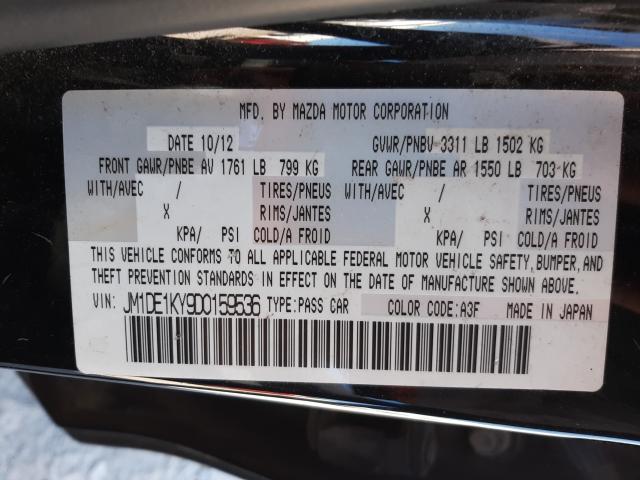 MFD. BY MAZDA MOTOR CORPORATION
DATE 10/12 GVWR/PNBV 3311 LB 1502 KG
FRONT GAWR/PNBE AV 1761 LB 799 KG REAR GAWR/PNBE AR 1550 LB 703 KG
WITH/AVEC / TIRES/PNEUS WITH/AVEC / TIRES/PNEUS
X RIMS/JANTES X RIMS/JANTES
KPA/ PSI COLD/A FROID KPA/ PSI COLD/A FROID
THIS VEHICLE CONFORMS TO ALL APPLICABLE FEDERAL MOTOR VEHICLE SAFETY, BUMPER, AND
THEFT PREVENTION STANDARDS IN EFFECT ON THE DATE OF MANUFACTURE SHOWN ABOVE.
VIN: JM1DE1KY9D0159536 TYPE: PASS CAR COLOR CODE: A3F MADE IN JAPAN